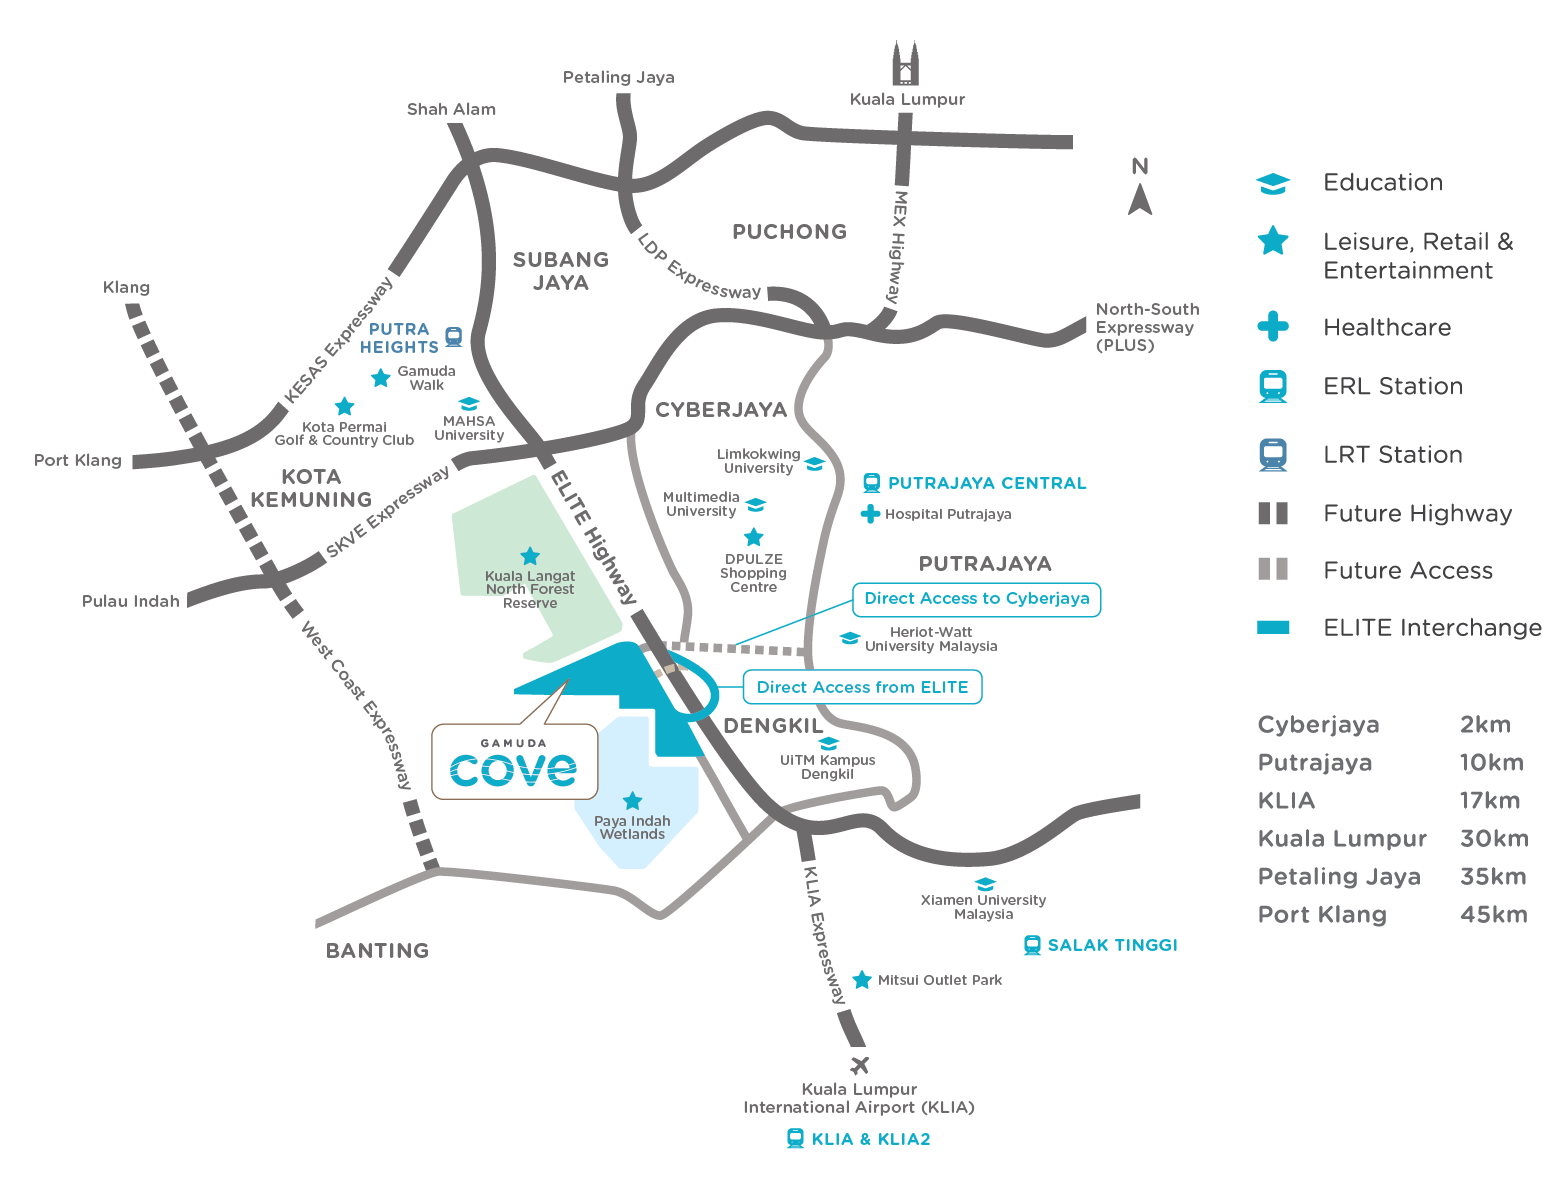 Petaling Jaya
Shah Alam
Kuala Lumpur
N
Education
MEX Highway
PUCHONG
LDP Expressway
SUBANG
JAYA
Leisure, Retail &
Entertainment
Klang
KESAS Expressway
North-South
Expressway
(PLUS)
Healthcare
PUTRA
HEIGHTS
Gamuda
Walk
ERL Station
Kota Permai
Golf & Country Club
MAHSA
University
CYBERJAYA
Port Klang
Limkokwing
University
LRT Station
KOTA
KEMUNING
SKVE Expressway
ELITE Highway
PUTRAJAYA CENTRAL
Multimedia
University
Hospital Putrajaya
Future Highway
DPULZE
Shopping
Centre
PUTRAJAYA
Future Access
Kuala Langat
North Forest
Reserve
Pulau Indah
Direct Access to Cyberjaya
West Coast Expressway
Heriot-Watt
University Malaysia
ELITE Interchange
Direct Access from ELITE
DENGKIL
GAMUDA
cove
UiTM Kampus
Dengkil
Paya Indah
Wetlands
Cyberjaya 2km
Putrajaya 10km
KLIA 17km
Kuala Lumpur 30km
Petaling Jaya 35km
Port Klang 45km
KLIA Expressway
Xiamen University
Malaysia
BANTING
SALAK TINGGI
Mitsui Outlet Park
Kuala Lumpur
International Airport (KLIA)
KLIA & KLIA2